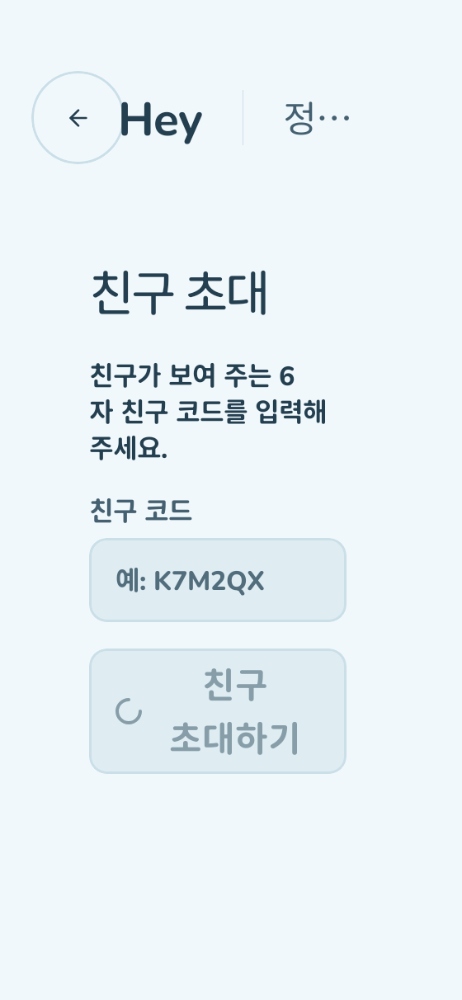 Hey
정…
친구 초대
친구가 보여 주는 6
자 친구 코드를 입력해
주세요.
친구 코드
예: K7M2QX
친구
초대하기